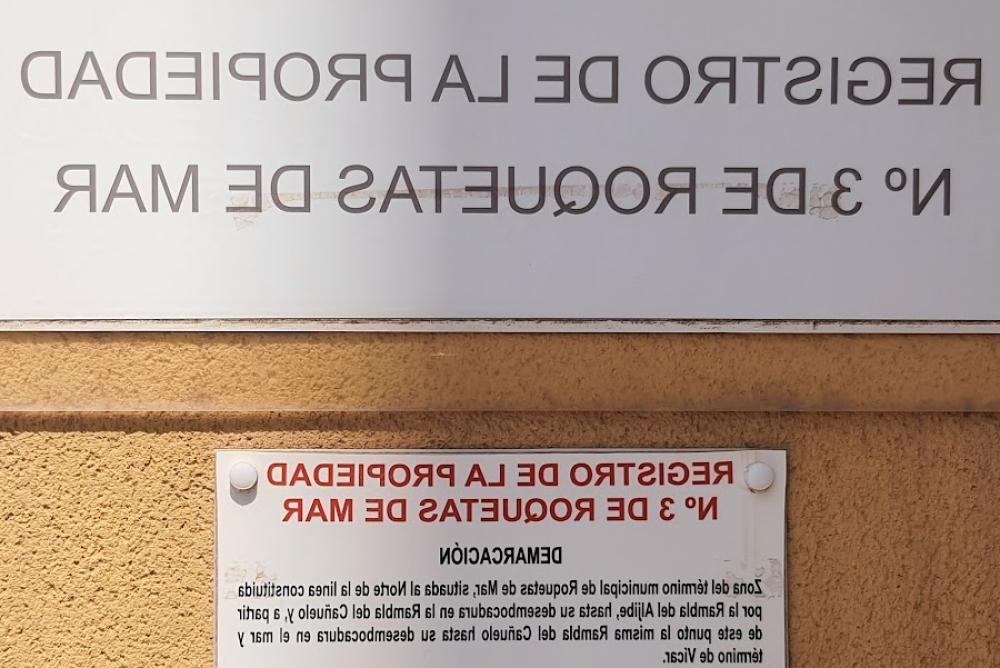 REGISTRO DE LA PROPIEDAD
Nº 3 DE ROQUETAS DE MAR
REGISTRO DE LA PROPIEDAD
Nº 3 DE ROQUETAS DE MAR
DEMARCACIÓN
Zona del término municipal de Roquetas de Mar, situada al Norte de la línea constituida
por la Rambla del Aljibe, hasta su desembocadura en la Rambla del Cañuelo y, a partir
de este punto la misma Rambla del Cañuelo hasta su desembocadura en el mar y
término de Vicar.